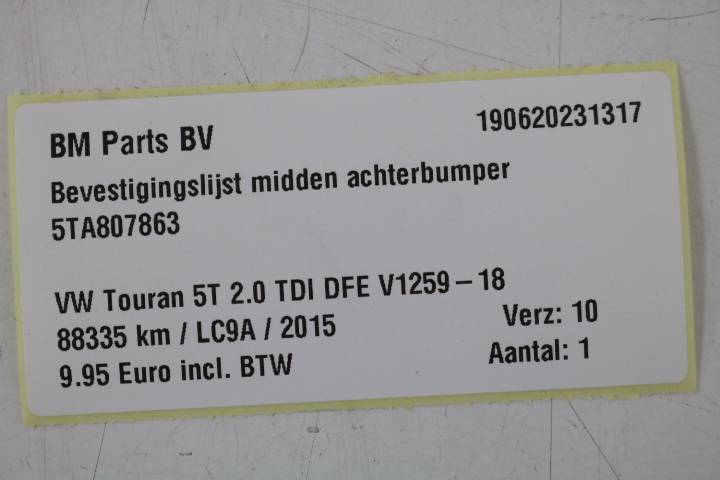 BM Parts BV 190620231317
Bevestigingslijst midden achterbumper
5TA807863
VW Touran 5T 2.0 TDI DFE V1259 – 18
88335 km / LC9A / 2015 Verz: 10
9.95 Euro incl. BTW Aantal: 1